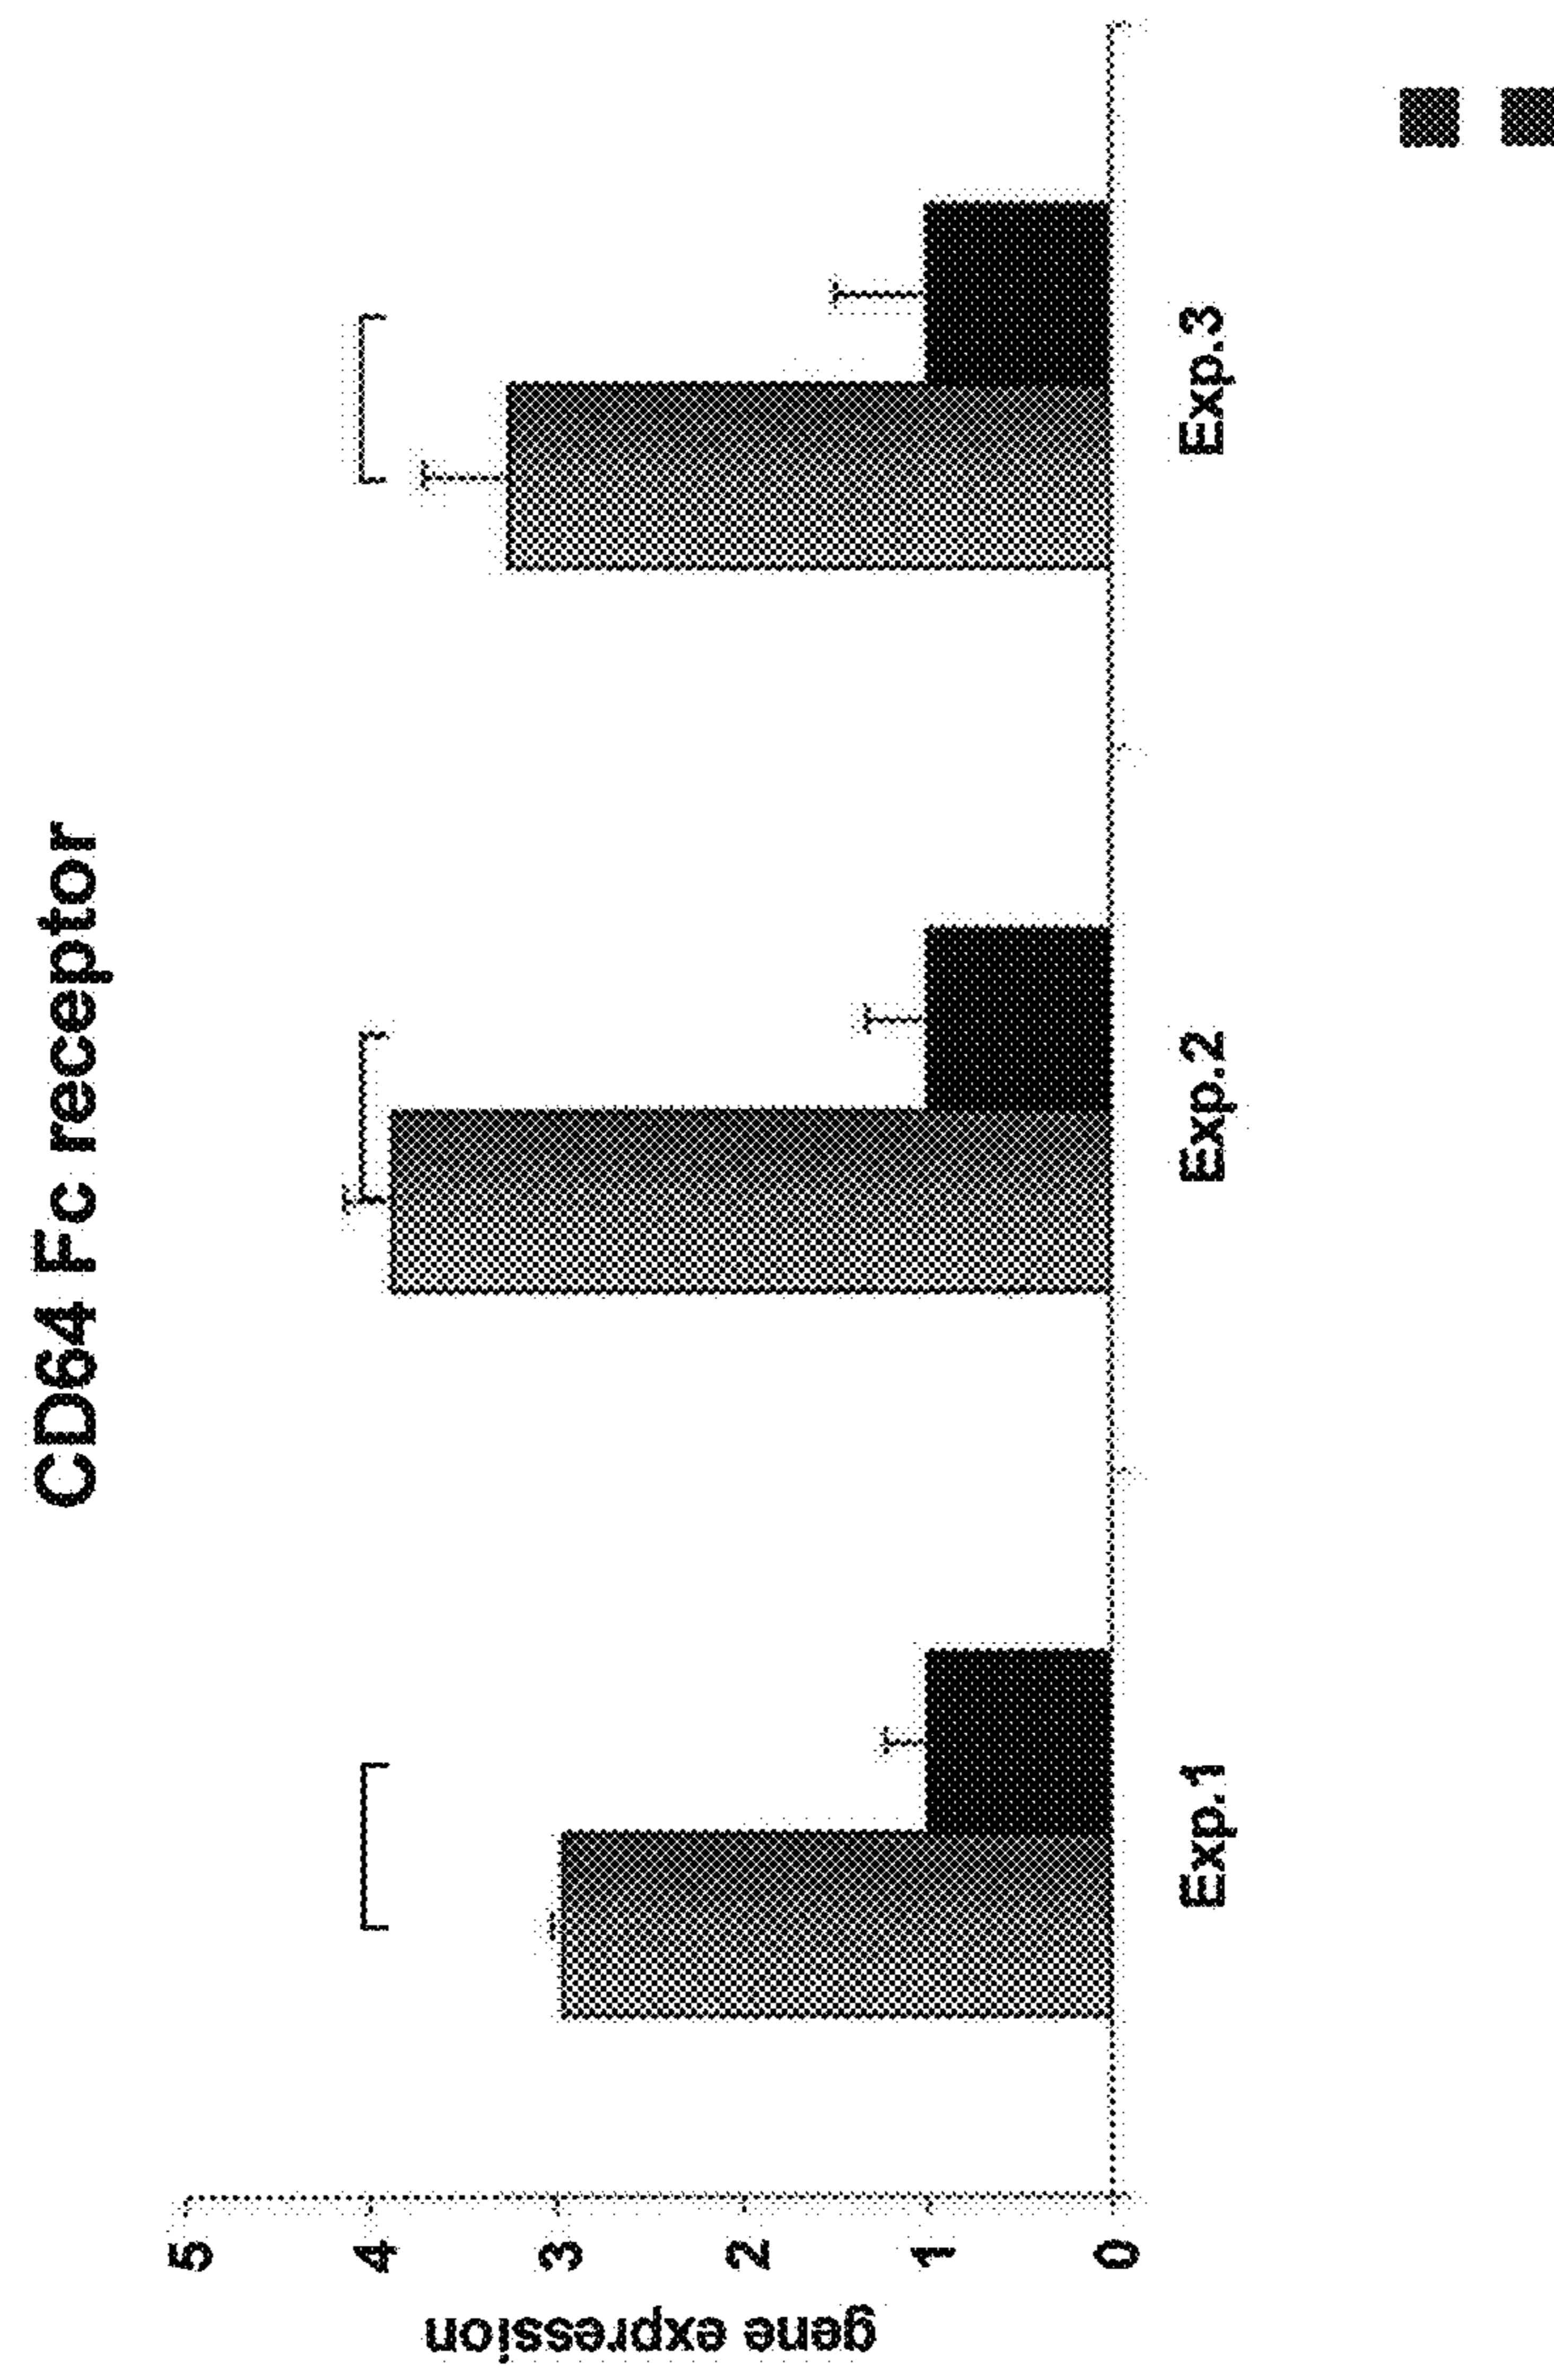 CD64 Fc receptor
gene expression
5
4
3
2
1
0
Exp.1
Exp.2
Exp.3